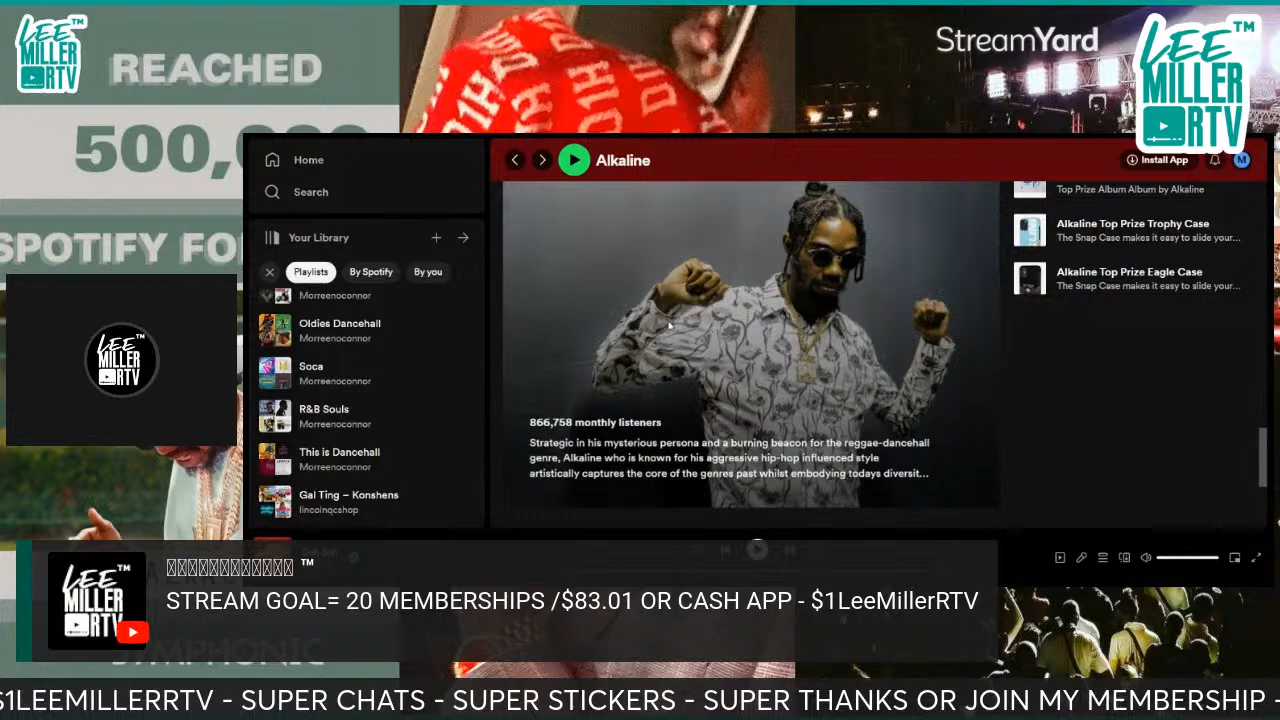 LEE
MILLER
RTV
™
REACHED
500,
SPOTIFY FO
StreamYard
LEE
MILLER
RTV
™
Home
Search
Your Library
Playlists
By Spotify
By you
Morreenoconnor
Oldies Dancehall
Morreenoconnor
Soca
Morreenoconnor
R&B Souls
Morreenoconnor
This is Dancehall
Morreenoconnor
Gal Ting – Konshens
lincolnqcshop
Alkaline
Install App
M
Top Prize Album Album by Alkaline
Alkaline Top Prize Trophy Case
The Snap Case makes it easy to slide your...
Alkaline Top Prize Eagle Case
The Snap Case makes it easy to slide your...
866,758 monthly listeners
Strategic in his mysterious persona and a burning beacon for the reggae-dancehall
genre, Alkaline who is known for his aggressive hip-hop influenced style
artistically captures the core of the genres past whilst embodying todays diversit...
LEE
MILLER
RTV
™
LEE
MILLER
RTV
™
™
STREAM GOAL= 20 MEMBERSHIPS /$83.01 OR CASH APP - $1LeeMillerRTV
SYMPHONIC
$1LEEMILLERRTV - SUPER CHATS - SUPER STICKERS - SUPER THANKS OR JOIN MY MEMBERSHIP